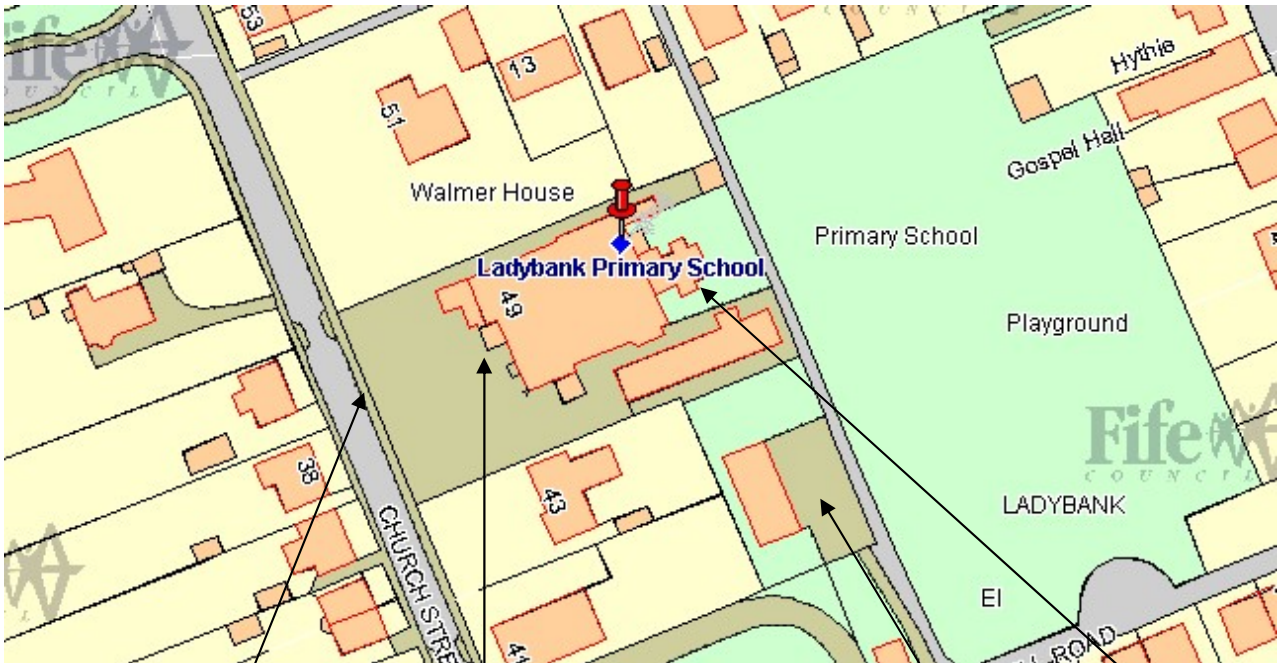 53
Fife
COUNCIL
COUNCIL
Hythie
13
51
Gospel Hall
Walmer House
Primary School
Ladybank Primary School
49
Playground
Fife
COUNCIL
38
43
LADYBANK
CHURCH STRE
El
41
ROAD